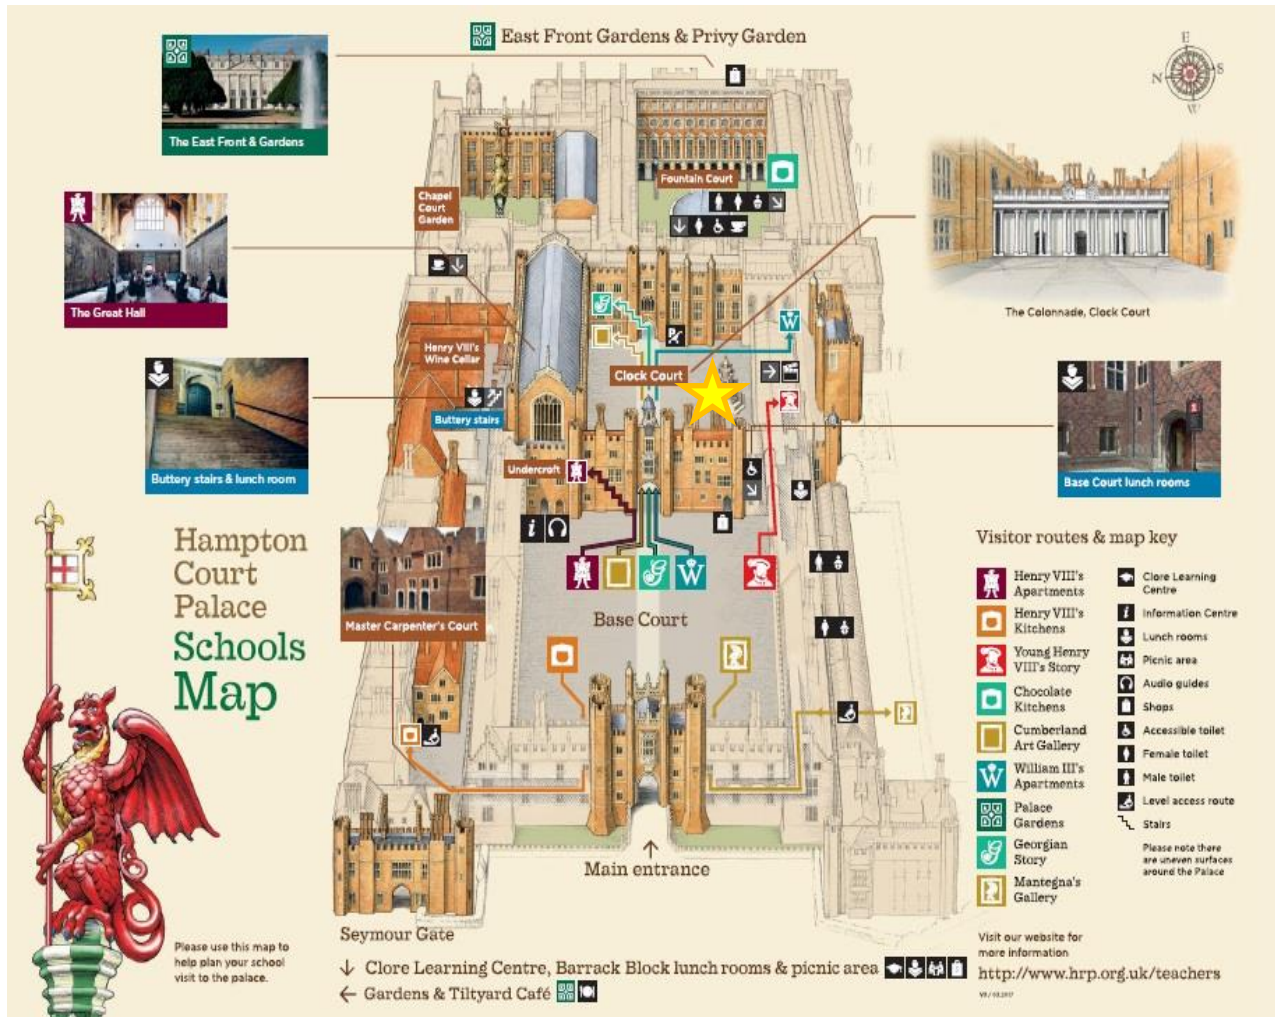 East Front Gardens & Privy Garden
E
N
S
W
The East Front & Gardens
Fountain Court
Chapel
Court
Garden
The Great Hall
The Colonnade, Clock Court
Henry VIII's
Wine Cellar
Clock Court
W
Buttery stairs
Buttery stairs & lunch room
Base Court lunch rooms
Undercroft
i
W
Hampton
Court
Palace
Schools
Map
Master Carpenter's Court
Base Court
Main entrance
Seymour Gate
Please use this map to
help plan your school
visit to the palace.
↓ Clore Learning Centre, Barrack Block lunch rooms & picnic area
← Gardens & Tiltyard Café
Visitor routes & map key
Henry VIII's
Apartments
Henry VIII's
Kitchens
Young Henry
VIII's Story
Chocolate
Kitchens
Cumberland
Art Gallery
W
William III's
Apartments
Palace
Gardens
Georgian
Story
Mantegna's
Gallery
Clore Learning
Centre
i
Information Centre
Lunch rooms
Picnic area
Audio guides
Shops
Accessible toilet
Female toilet
Male toilet
Level access route
Stairs
Please note there
are uneven surfaces
around the Palace
Visit our website for
more information
http://www.hrp.org.uk/teachers